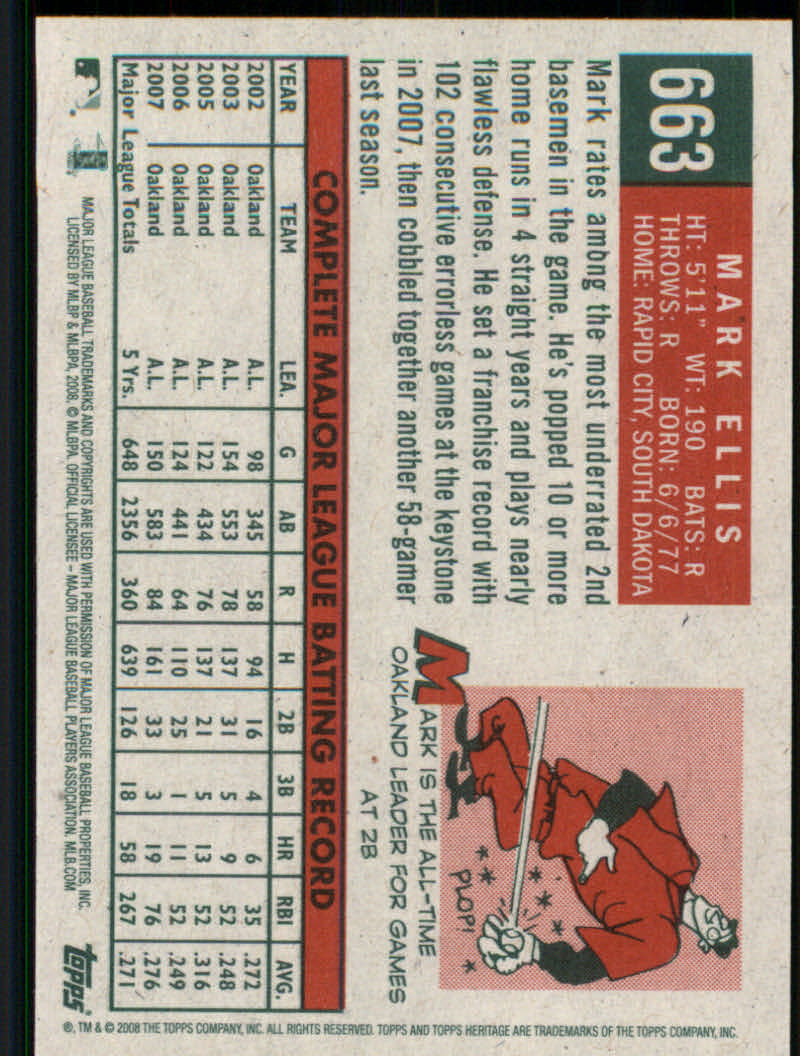 663
MARK ELLIS
HT: 5'11" WT: 190 BATS: R
THROWS: R BORN: 6/6/77
HOME: RAPID CITY, SOUTH DAKOTA
Mark rates ambng the most underrated 2nd
basemen in the game. He's popped 10 or more
home runs in 4 straight years and plays nearly
flawless defense. He set a franchise record with
102 consecutive errorless games at the keystone
in 2007, then cobbled together another 58-gamer
last season.
PLOP!
MARK IS THE ALL-TIME
OAKLAND LEADER FOR GAMES
AT 2B
COMPLETE MAJOR LEAGUE BATTING RECORD
YEAR TEAM LEA. G AB R H 2B 3B HR RBI AVG.
2002 Oakland A.L. 98 345 58 94 16 4 6 35 .272
2003 Oakland A.L. 154 553 78 137 31 5 9 52 .248
2005 Oakland A.L. 122 434 76 137 21 5 13 52 .316
2006 Oakland A.L. 124 441 64 110 25 1 11 52 .249
2007 Oakland A.L. 150 583 84 161 33 3 19 76 .276
Major League Totals 5 Yrs. 648 2356 360 639 126 18 58 267 .271
MAJOR LEAGUE BASEBALL TRADEMARKS AND COPYRIGHTS ARE USED WITH PERMISSION OF MAJOR LEAGUE BASEBALL PROPERTIES, INC.
LICENSED BY MLBP & MLBPA, 2008. © MLBPA. OFFICIAL LICENSEE – MAJOR LEAGUE BASEBALL PLAYERS ASSOCIATION. MLB.COM
Topps
®, TM & © 2008 THE TOPPS COMPANY, INC. ALL RIGHTS RESERVED. TOPPS AND TOPPS HERITAGE ARE TRADEMARKS OF THE TOPPS COMPANY, INC.